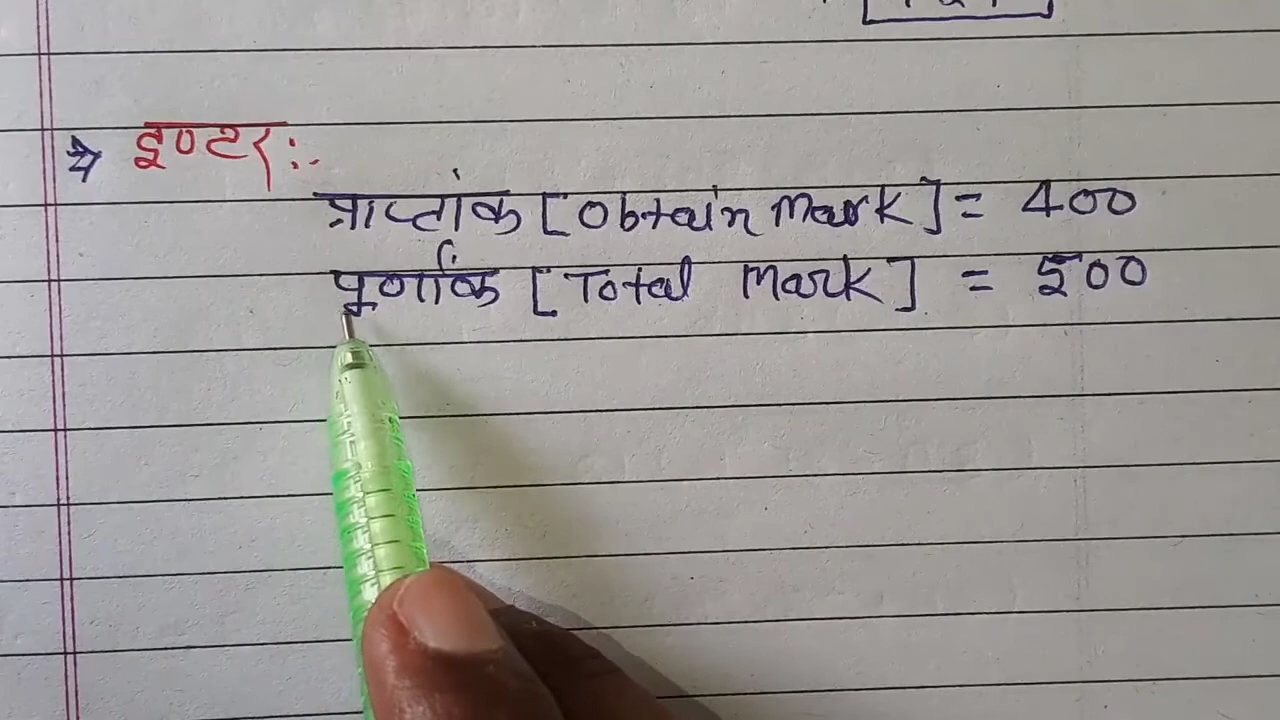 → इण्टर :-
प्राप्तांक [Obtain Mark] = 400
पूर्णांक [Total Mark] = 500